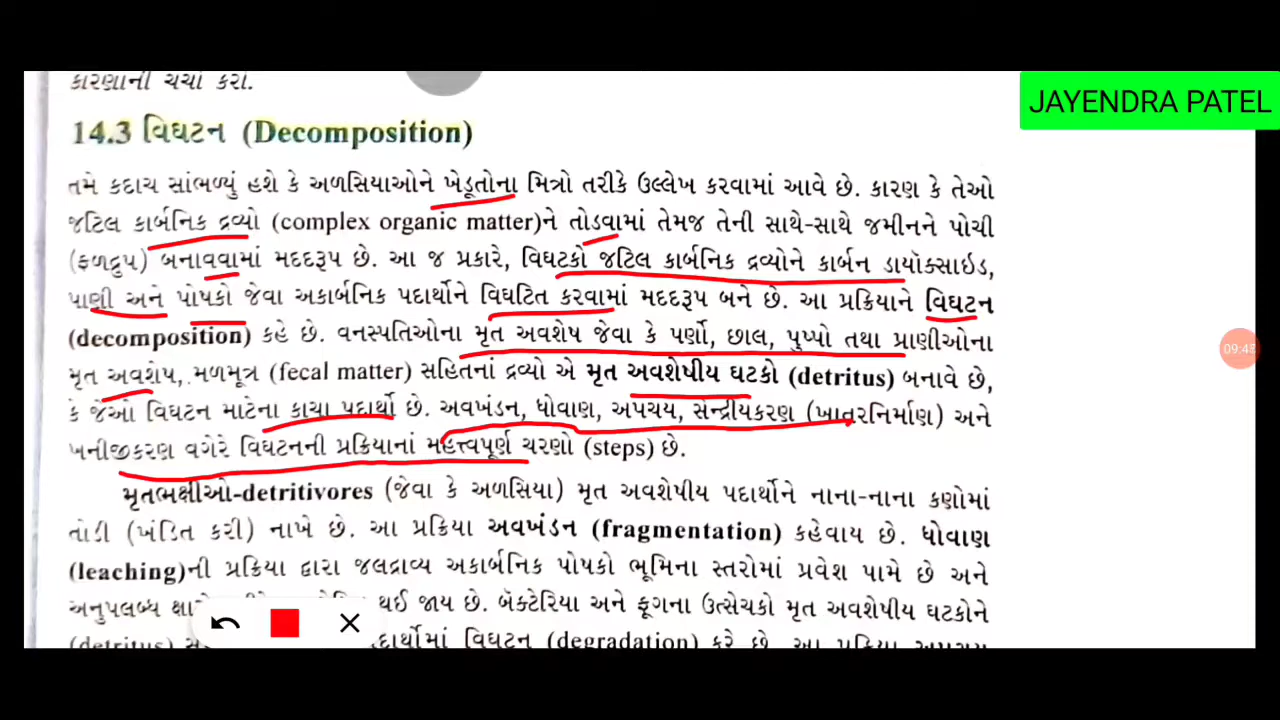 કારણાની ચર્ચા કરો.
JAYENDRA PATEL
14.3 વિઘટન (Decomposition)
તમે કદાચ સાંભળ્યું હશે કે અળસિયાઓને ખેડૂતોના મિત્રો તરીકે ઉલ્લેખ કરવામાં આવે છે. કારણ કે તેઓ
જટિલ કાર્બનિક દ્રવ્યો (complex organic matter)ને તોડવામાં તેમજ તેની સાથે-સાથે જમીનને પોચી
(ફળદ્રુપ) બનાવવામાં મદદરૂપ છે. આ જ પ્રકારે, વિઘટકો જટિલ કાર્બનિક દ્રવ્યોને કાર્બન ડાયૉક્સાઇડ,
પાણી અને પોષકો જેવા અકાર્બનિક પદાર્થોને વિઘટિત કરવામાં મદદરૂપ બને છે. આ પ્રક્રિયાને વિઘટન
(decomposition) કહે છે. વનસ્પતિઓના મૃત અવશેષ જેવા કે પર્ણો, છાલ, પુષ્પો તથા પ્રાણીઓના
મૃત અવશેષ, મળમૂત્ર (fecal matter) સહિતનાં દ્રવ્યો એ મૃત અવશેષીય ઘટકો (detritus) બનાવે છે,
09:45
કે જેઓ વિઘટન માટેના કાચા પદાર્થો છે. અવખંડન, ધોવાણ, અપચય, સેન્દ્રીયકરણ (ખાતરનિર્માણ) અને
ખનીજીકરણ વગેરે વિઘટનની પ્રક્રિયાનાં મહત્ત્વપૂર્ણ ચરણો (steps) છે.
મૃતભક્ષીઓ-detritivores (જેવા કે અળસિયા) મૃત અવશેષીય પદાર્થોને નાના-નાના કણોમાં
તોડી (ખંડિત કરી) નાખે છે. આ પ્રક્રિયા અવખંડન (fragmentation) કહેવાય છે. ધોવાણ
(leaching)ની પ્રક્રિયા દ્વારા જલદ્રાવ્ય અકાર્બનિક પોષકો ભૂમિના સ્તરોમાં પ્રવેશ પામે છે અને
અનુપલબ્ધ થઈ જાય છે. બૅક્ટેરિયા અને ફૂગના ઉત્સેચકો મૃત અવશેષીય ઘટકોને
(detritus) વિઘટન (degradation) કરે છે. આ પ્રક્રિયા અપચય